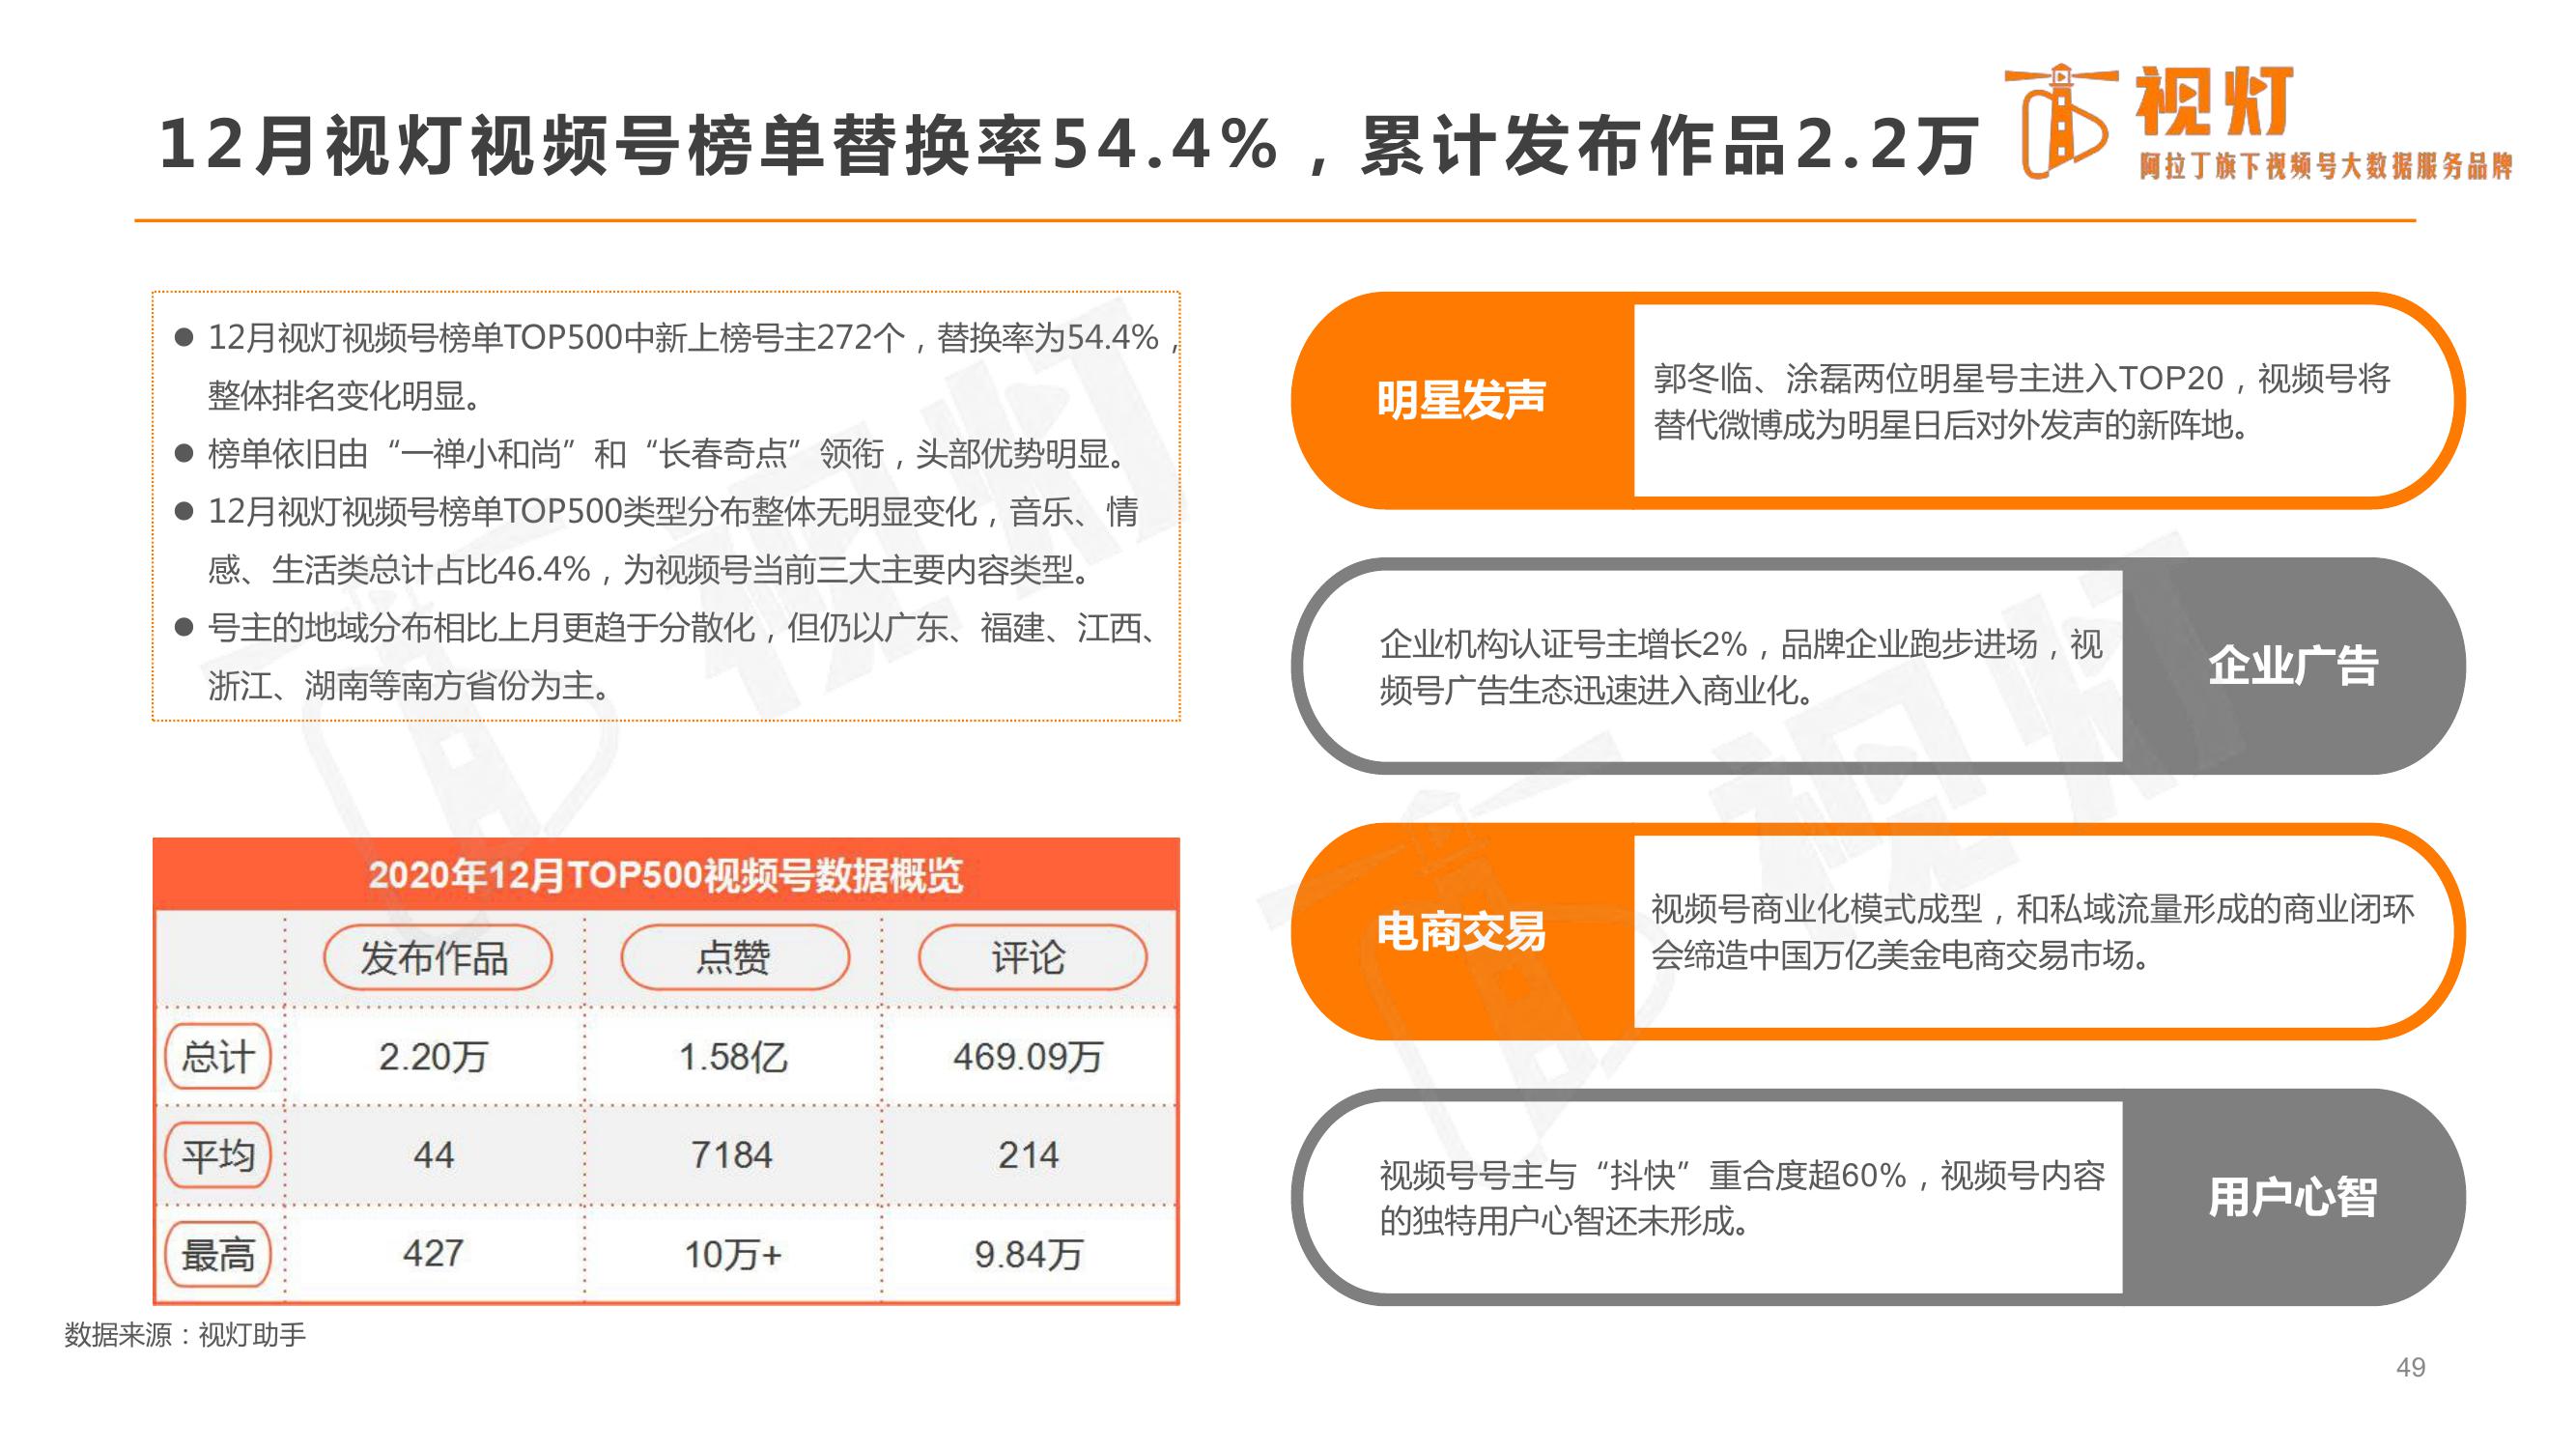 12月视灯视频号榜单替换率54.4%，累计发布作品2.2万
视灯
阿拉丁旗下视频号大数据服务品牌
● 12月视灯视频号榜单TOP500中新上榜号主272个，替换率为54.4%，
整体排名变化明显。
● 榜单依旧由“一禅小和尚”和“长春奇点”领衔，头部优势明显。
● 12月视灯视频号榜单TOP500类型分布整体无明显变化，音乐、情
感、生活类总计占比46.4%，为视频号当前三大主要内容类型。
● 号主的地域分布相比上月更趋于分散化，但仍以广东、福建、江西、
浙江、湖南等南方省份为主。
2020年12月TOP500视频号数据概览
发布作品 点赞 评论
总计 2.20万 1.58亿 469.09万
平均 44 7184 214
最高 427 10万+ 9.84万
数据来源：视灯助手
明星发声
郭冬临、涂磊两位明星号主进入TOP20，视频号将
替代微博成为明星日后对外发声的新阵地。
企业机构认证号主增长2%，品牌企业跑步进场，视
频号广告生态迅速进入商业化。
企业广告
电商交易
视频号商业化模式成型，和私域流量形成的商业闭环
会缔造中国万亿美金电商交易市场。
视频号号主与“抖快”重合度超60%，视频号内容
的独特用户心智还未形成。
用户心智
49
视灯
视灯